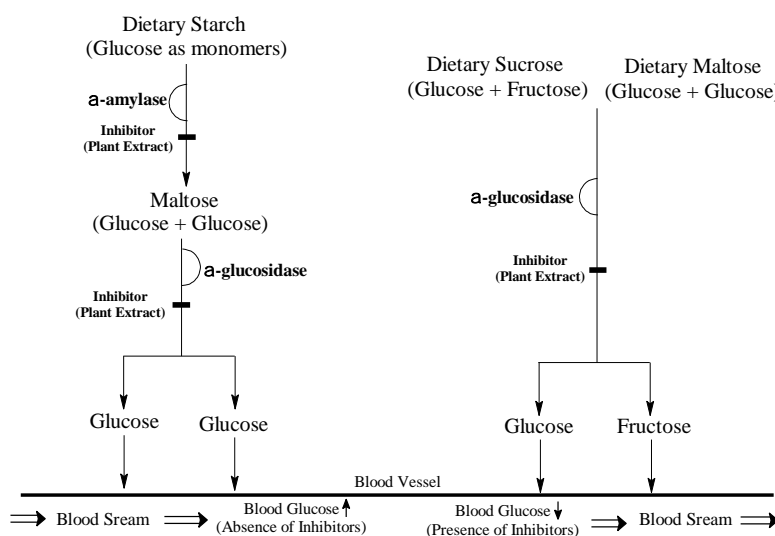 Dietary Starch
(Glucose as monomers)
a-amylase
Inhibitor
(Plant Extract)
Maltose
(Glucose + Glucose)
a-glucosidase
Inhibitor
(Plant Extract)
Glucose
Glucose
Dietary Sucrose
(Glucose + Fructose)
Dietary Maltose
(Glucose + Glucose)
a-glucosidase
Inhibitor
(Plant Extract)
Glucose
Fructose
Blood Vessel
Blood Sream
Blood Glucose
(Absence of Inhibitors)
Blood Glucose
(Presence of Inhibitors)
Blood Sream